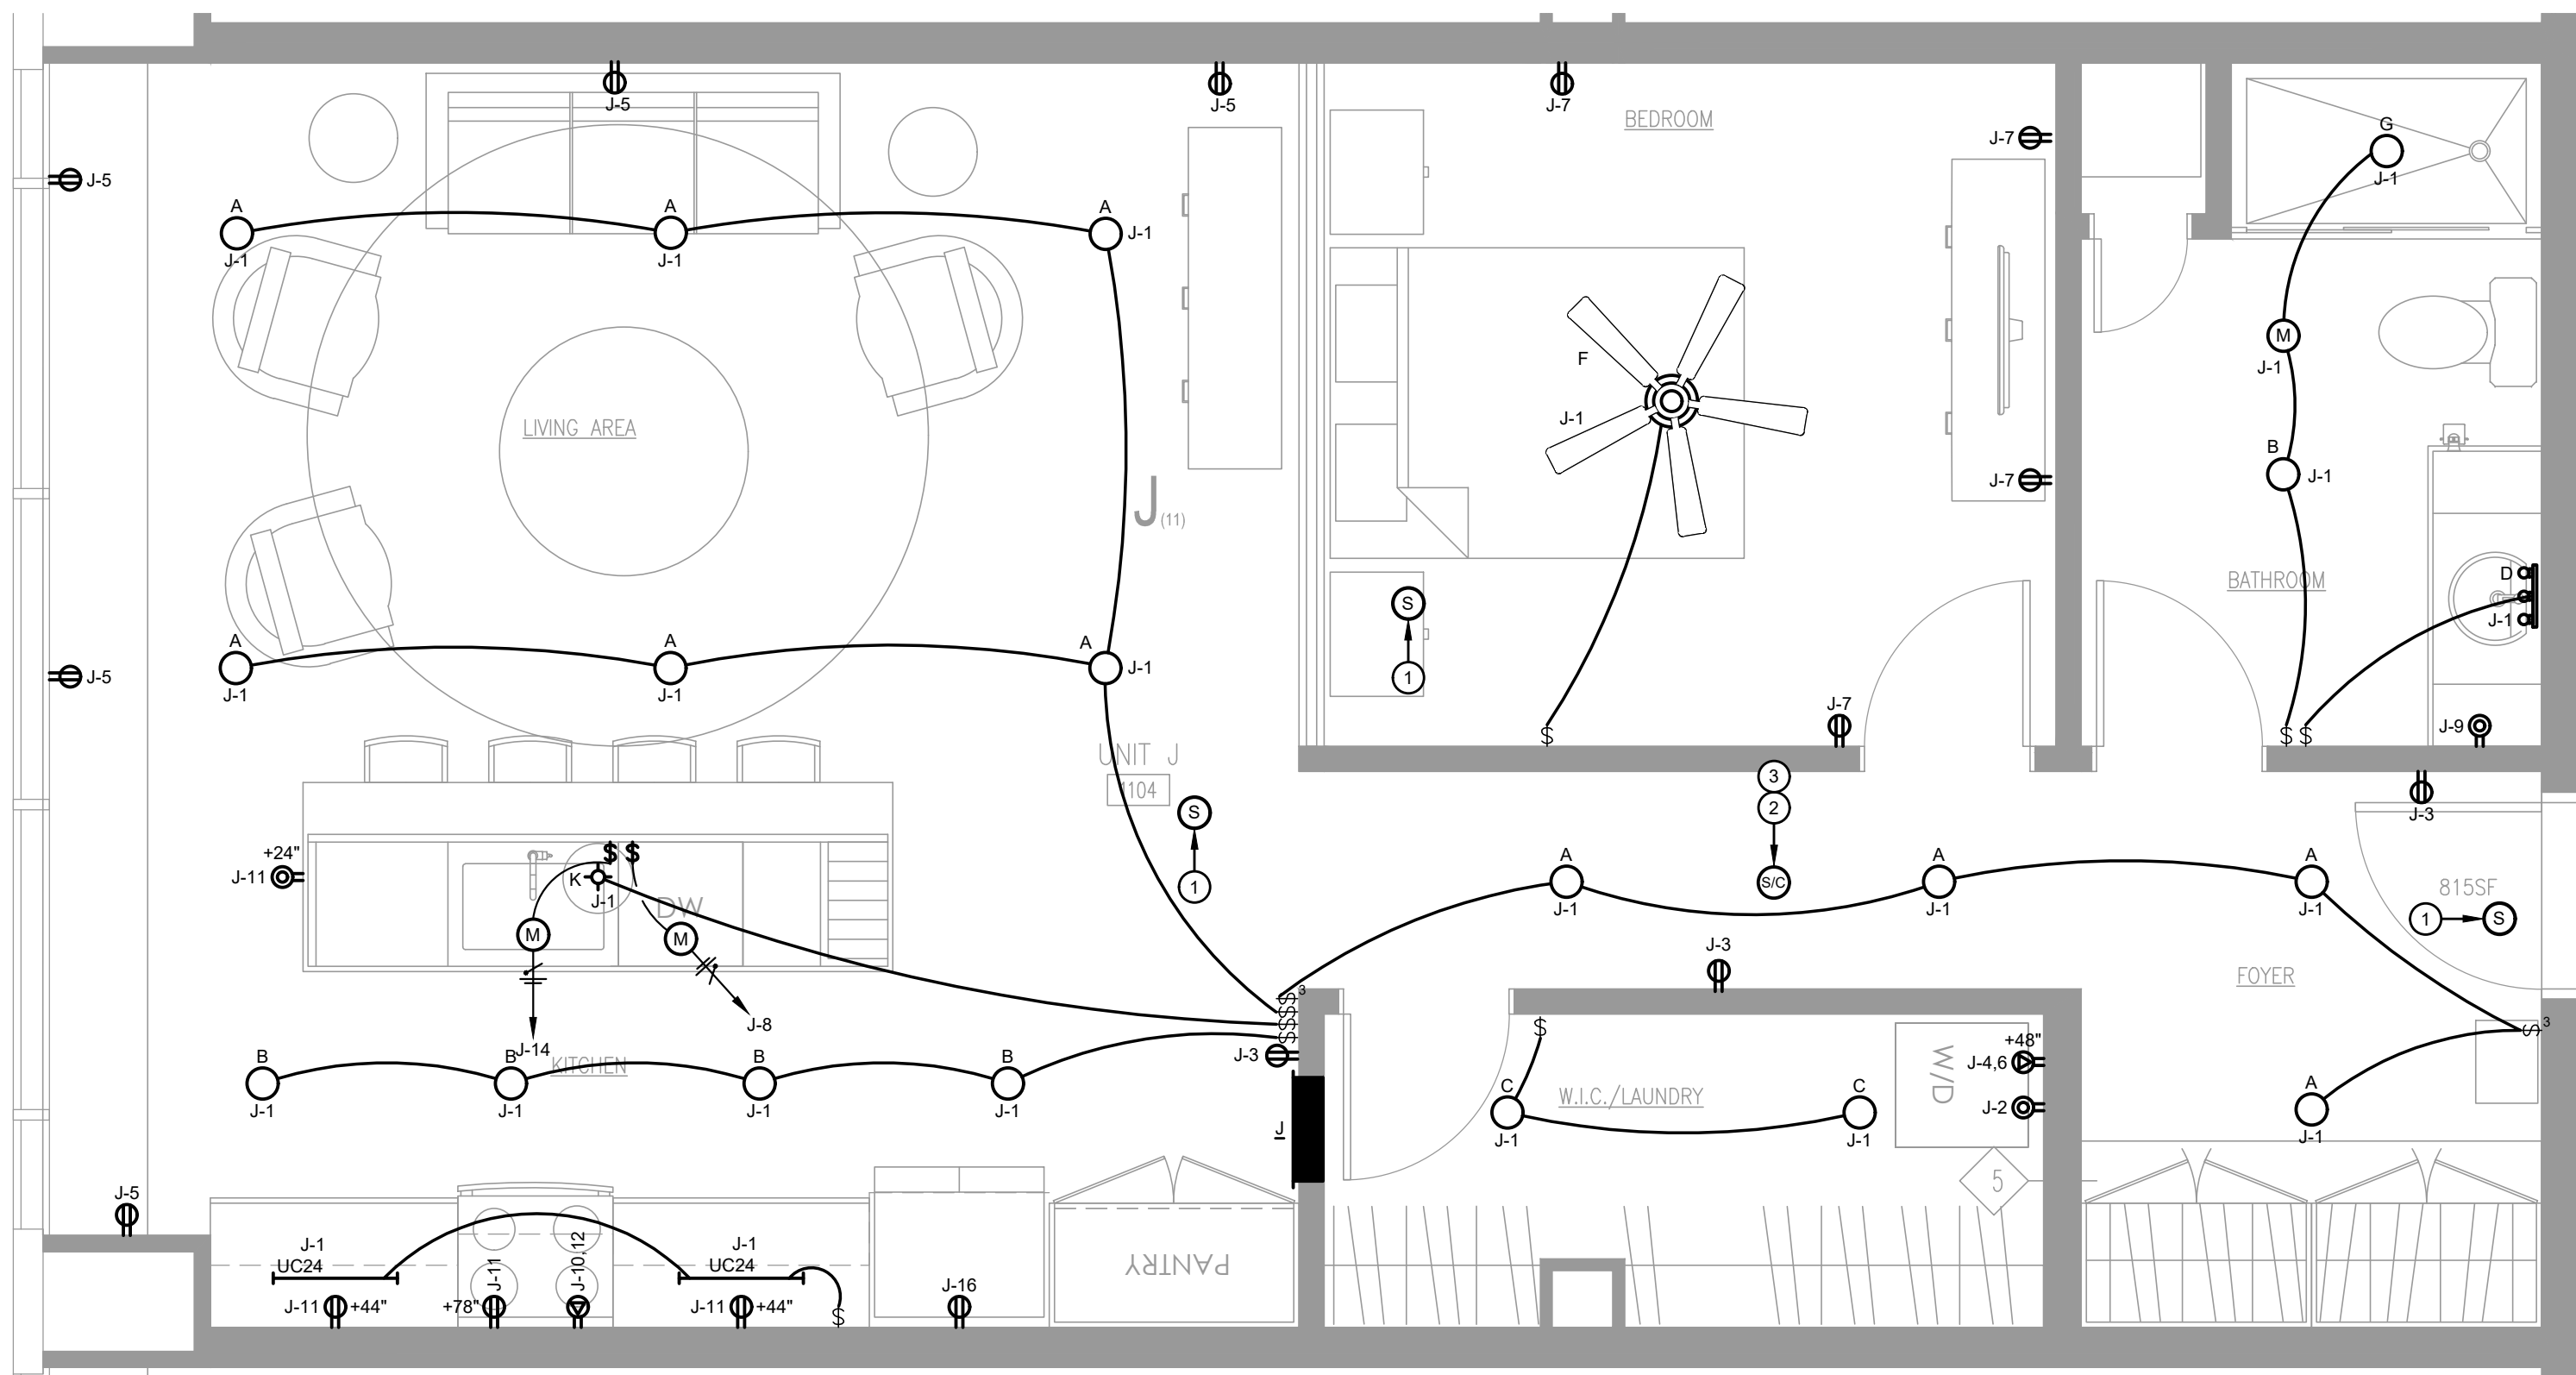 J-5
J-5
J-7
BEDROOM
J-7
G
J-1
J-5
A
J-1
A
J-1
A
J-1
F
J-1
M
J-1
LIVING AREA
B
J-1
J-7
J(11)
BATHROOM
D
J-1
S
1
A
J-1
A
J-1
A
J-1
J-5
J-7
$
$ $
J-9
UNIT J
1104
S
1
3
2
S/C
J-3
+24"
J-11
$ $
K
J-1
DW
M
M
J-14
J-8
A
J-1
A
J-1
A
J-1
815SF
1
S
J-3
FOYER
$3
$
$
$
J-3
$
$3
B
J-1
B
J-1
B
J-1
B
J-1
KITCHEN
C
J-1
W.I.C./LAUNDRY
C
J-1
W/D
+48"
J-4,6
J-2
A
J-1
J
5
J-5
J-1
UC24
J-11
+44"
+78"
J-11
J-10,12
J-1
UC24
J-11
+44"
$
J-16
PANTRY